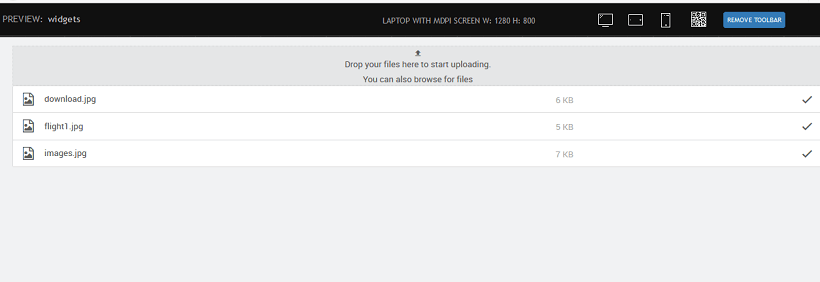 PREVIEW: widgets
LAPTOP WITH MDPI SCREEN W: 1280 H: 800
REMOVE TOOLBAR
Drop your files here to start uploading.
You can also browse for files
download.jpg 6 KB
flight1.jpg 5 KB
images.jpg 7 KB